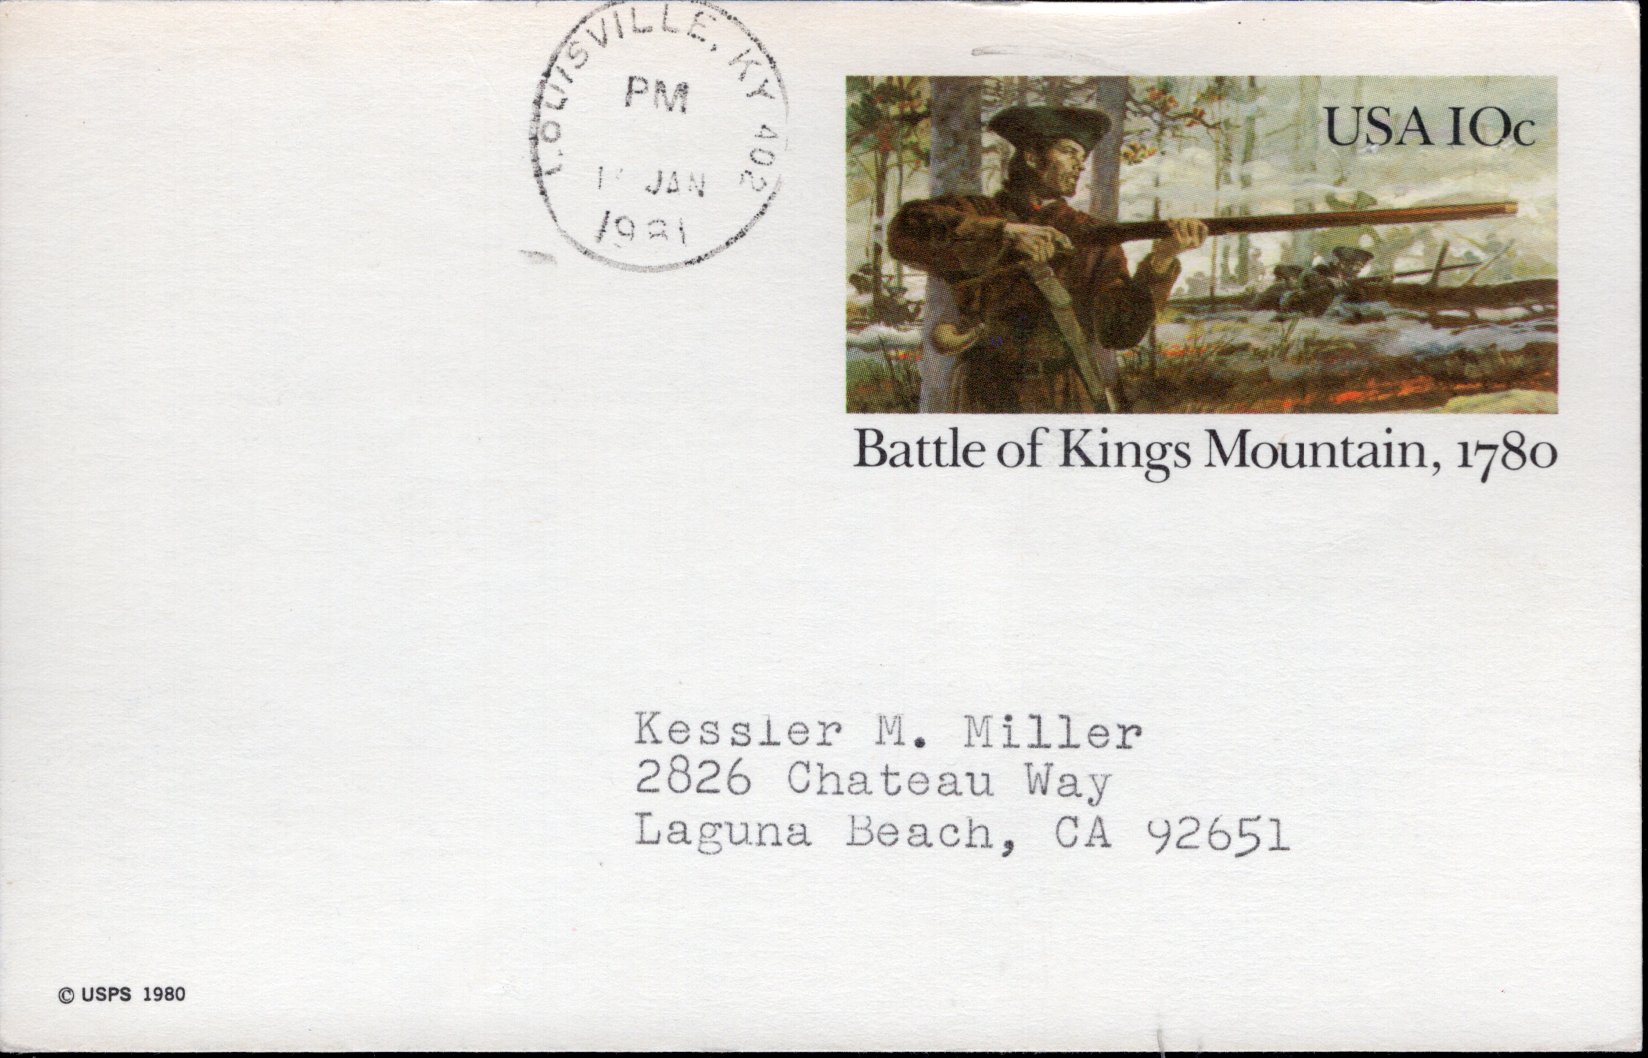 LOUISVILLE, KY 402
PM
JAN
1981
USA 10c
Battle of Kings Mountain, 1780
Kessler M. Miller
2826 Chateau Way
Laguna Beach, CA 92651
© USPS 1980